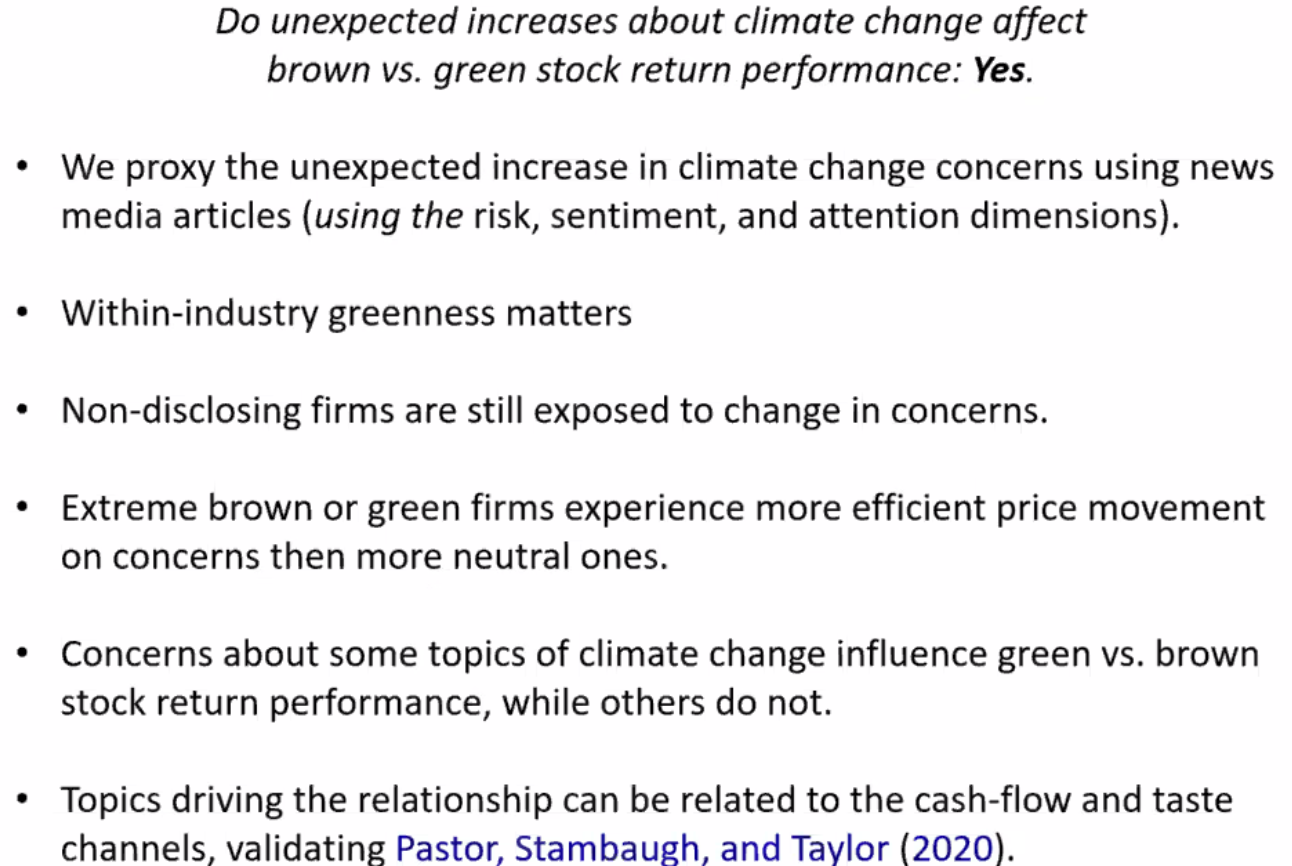 Do unexpected increases about climate change affect
brown vs. green stock return performance: Yes.
• We proxy the unexpected increase in climate change concerns using news
media articles (using the risk, sentiment, and attention dimensions).
• Within-industry greenness matters
• Non-disclosing firms are still exposed to change in concerns.
• Extreme brown or green firms experience more efficient price movement
on concerns then more neutral ones.
• Concerns about some topics of climate change influence green vs. brown
stock return performance, while others do not.
• Topics driving the relationship can be related to the cash-flow and taste
channels, validating Pastor, Stambaugh, and Taylor (2020).